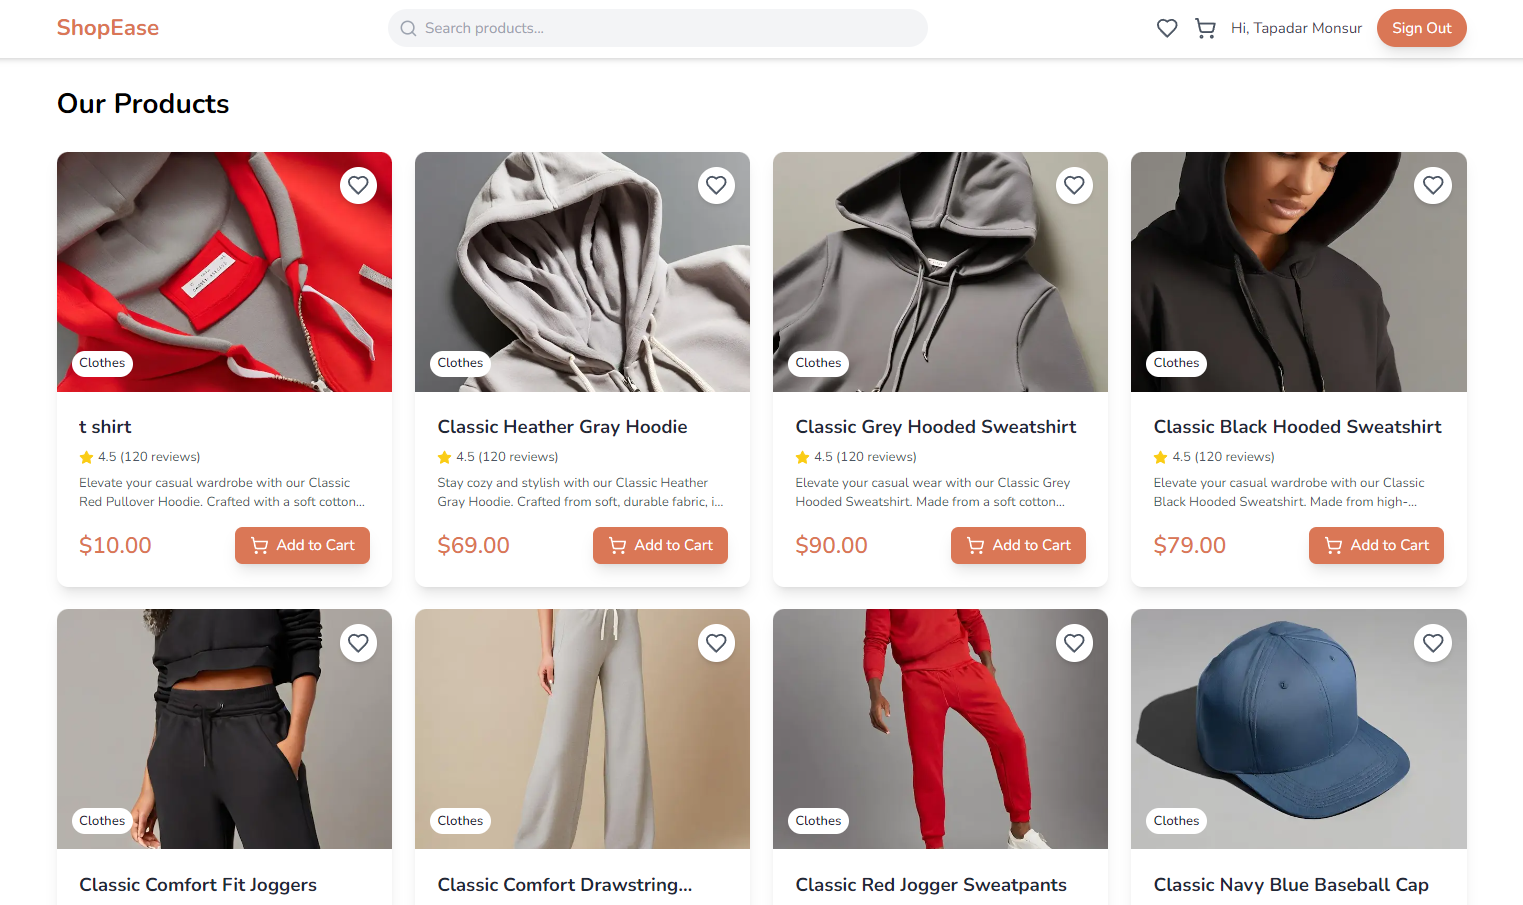 ShopEase
Search products...
Hi, Tapadar Monsur
Sign Out
Our Products
Clothes
Clothes
Clothes
Clothes
t shirt
Classic Heather Gray Hoodie
Classic Grey Hooded Sweatshirt
Classic Black Hooded Sweatshirt
4.5 (120 reviews)
4.5 (120 reviews)
4.5 (120 reviews)
4.5 (120 reviews)
Elevate your casual wardrobe with our Classic
Red Pullover Hoodie. Crafted with a soft cotton...
Stay cozy and stylish with our Classic Heather
Gray Hoodie. Crafted from soft, durable fabric, i...
Elevate your casual wear with our Classic Grey
Hooded Sweatshirt. Made from a soft cotton...
Elevate your casual wardrobe with our Classic
Black Hooded Sweatshirt. Made from high-...
$10.00
Add to Cart
$69.00
Add to Cart
$90.00
Add to Cart
$79.00
Add to Cart
Clothes
Clothes
Clothes
Clothes
Classic Comfort Fit Joggers
Classic Comfort Drawstring...
Classic Red Jogger Sweatpants
Classic Navy Blue Baseball Cap